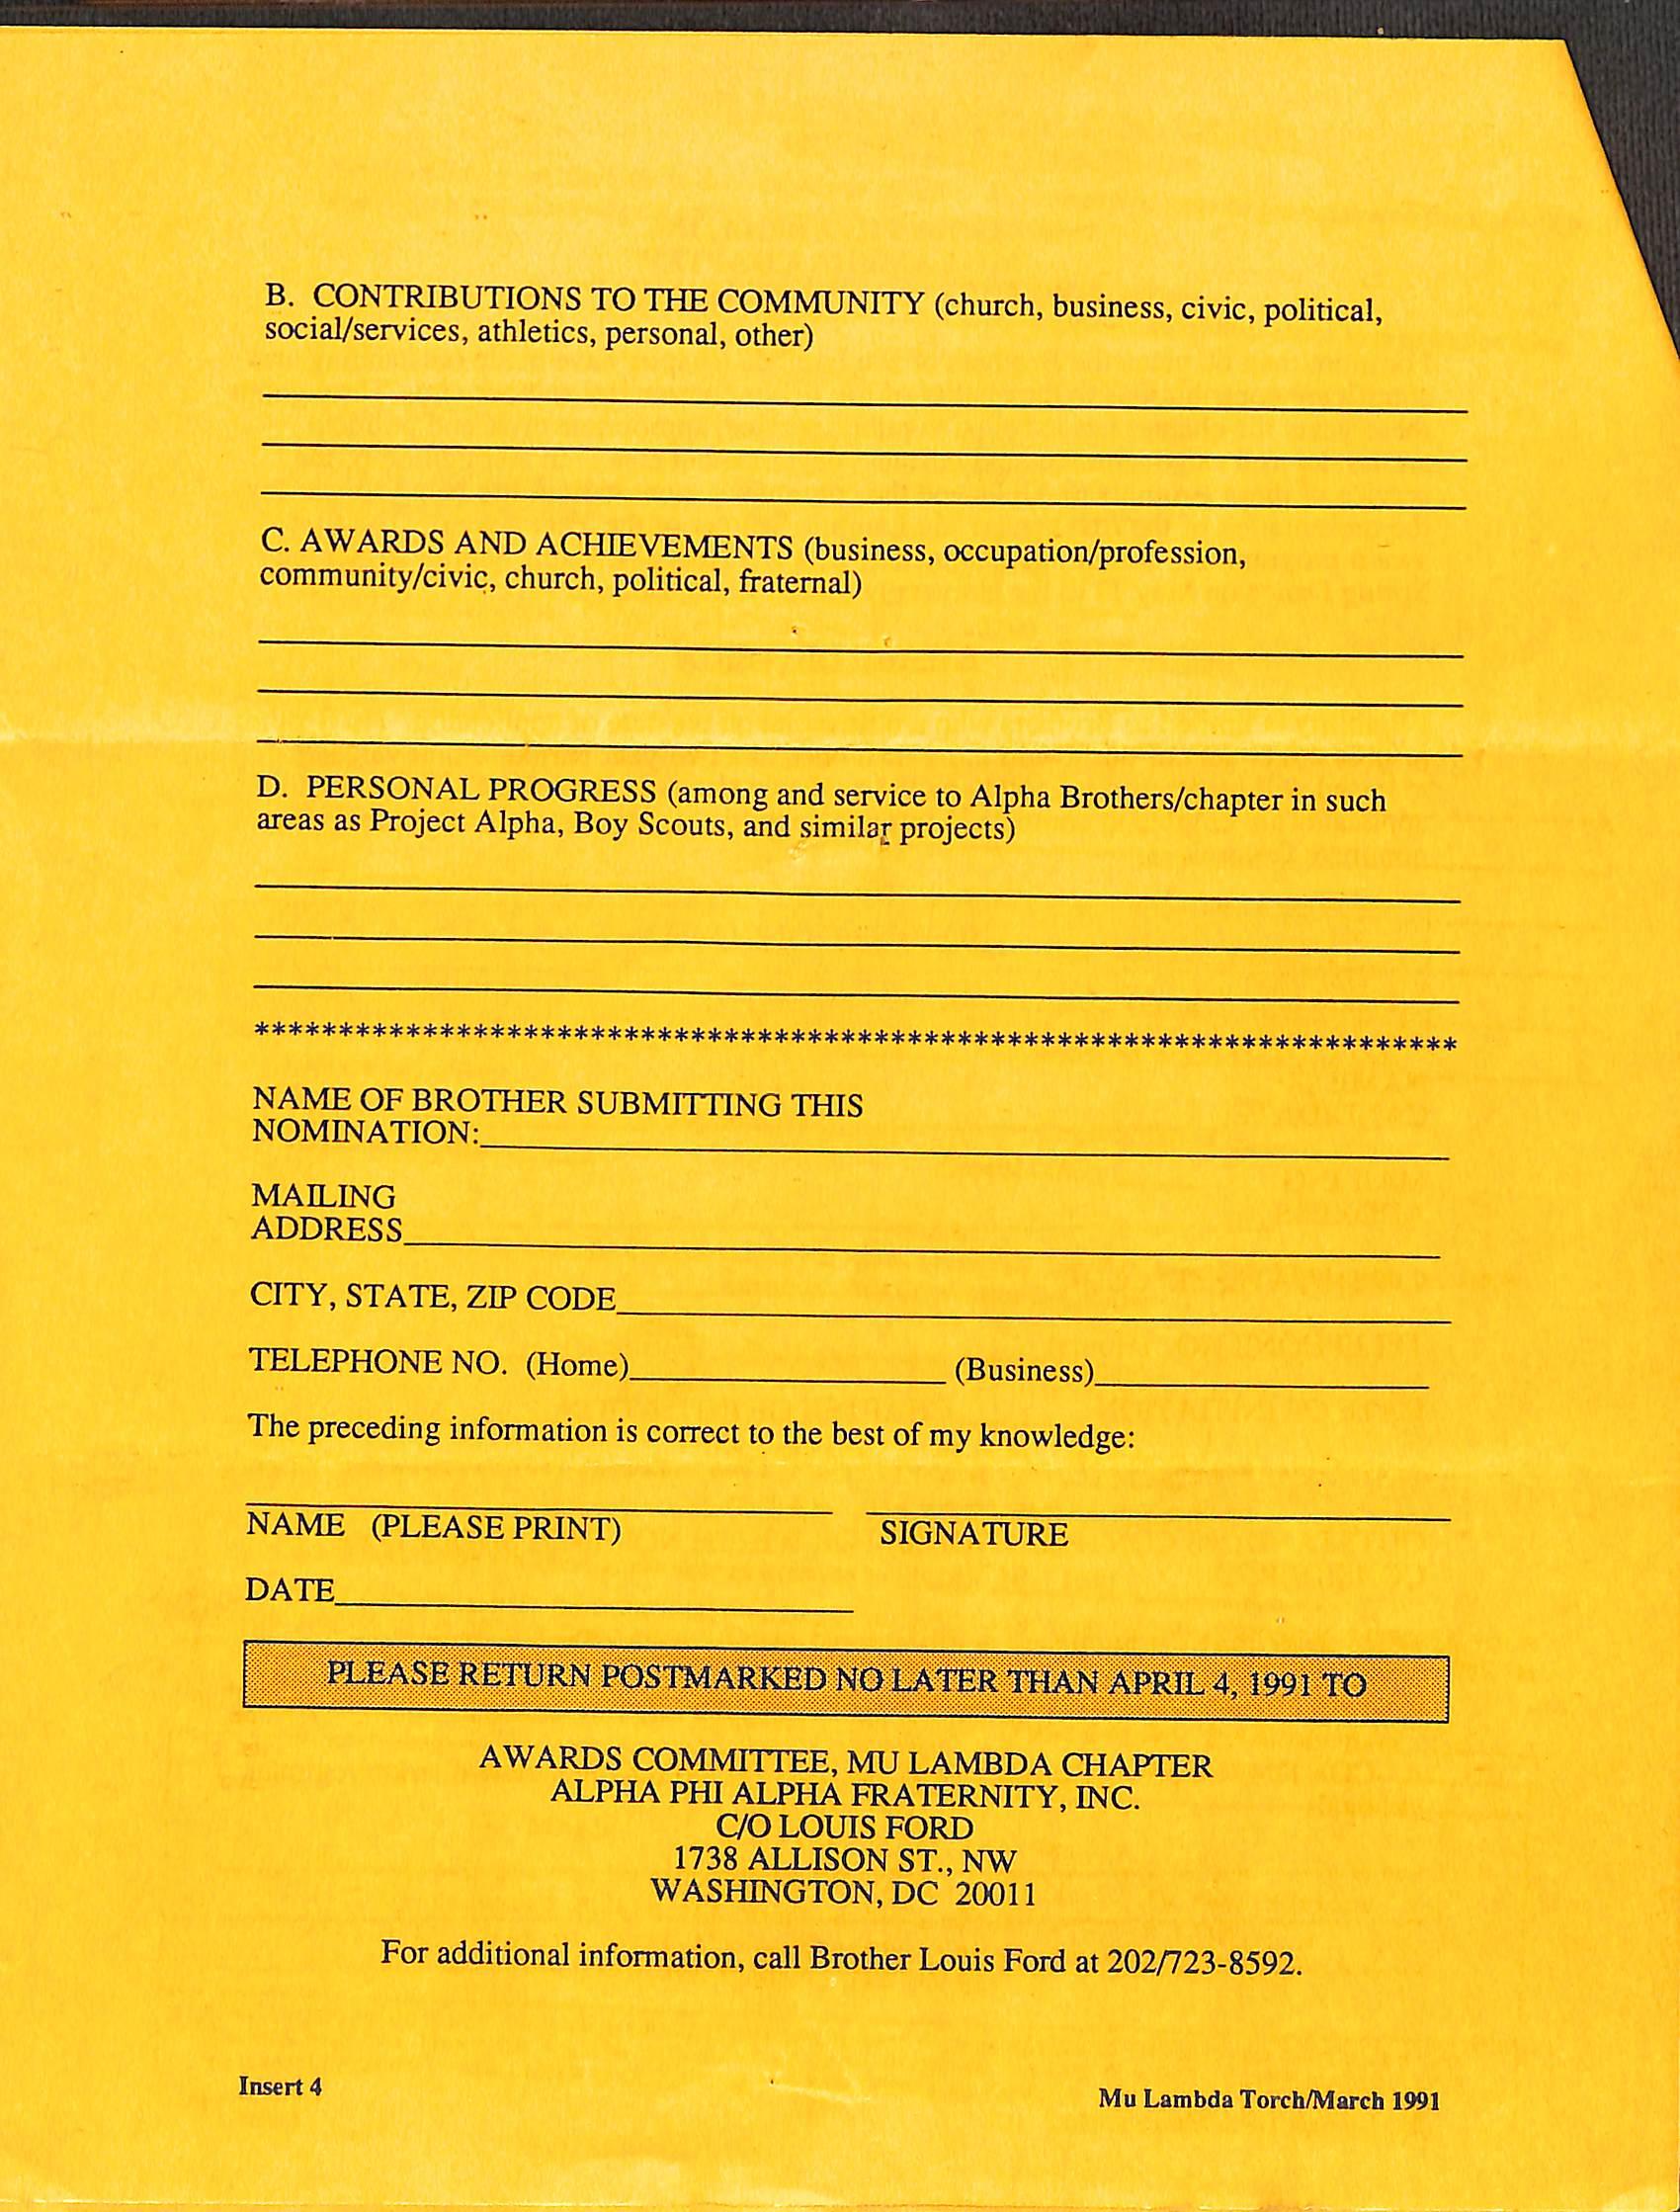 B. CONTRIBUTIONS TO THE COMMUNITY (church, business, civic, political,
social/services, athletics, personal, other)
C. AWARDS AND ACHIEVEMENTS (business, occupation/profession,
community/civic, church, political, fraternal)
D. PERSONAL PROGRESS (among and service to Alpha Brothers/chapter in such
areas as Project Alpha, Boy Scouts, and similar projects)
************************************************************************
NAME OF BROTHER SUBMITTING THIS
NOMINATION:
MAILING
ADDRESS
CITY, STATE, ZIP CODE
TELEPHONE NO. (Home) (Business)
The preceding information is correct to the best of my knowledge:
NAME (PLEASE PRINT) SIGNATURE
DATE
PLEASE RETURN POSTMARKED NO LATER THAN APRIL 4, 1991 TO
AWARDS COMMITTEE, MU LAMBDA CHAPTER
ALPHA PHI ALPHA FRATERNITY, INC.
C/O LOUIS FORD
1738 ALLISON ST., NW
WASHINGTON, DC 20011
For additional information, call Brother Louis Ford at 202/723-8592.
Insert 4 Mu Lambda Torch/March 1991